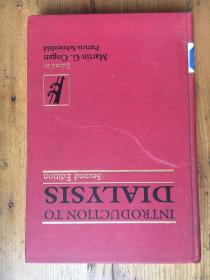 INTRODUCTION TO
DIALYSIS
Second Edition
Edited by
Martin G. Cogan
Patricia Schoenfeld